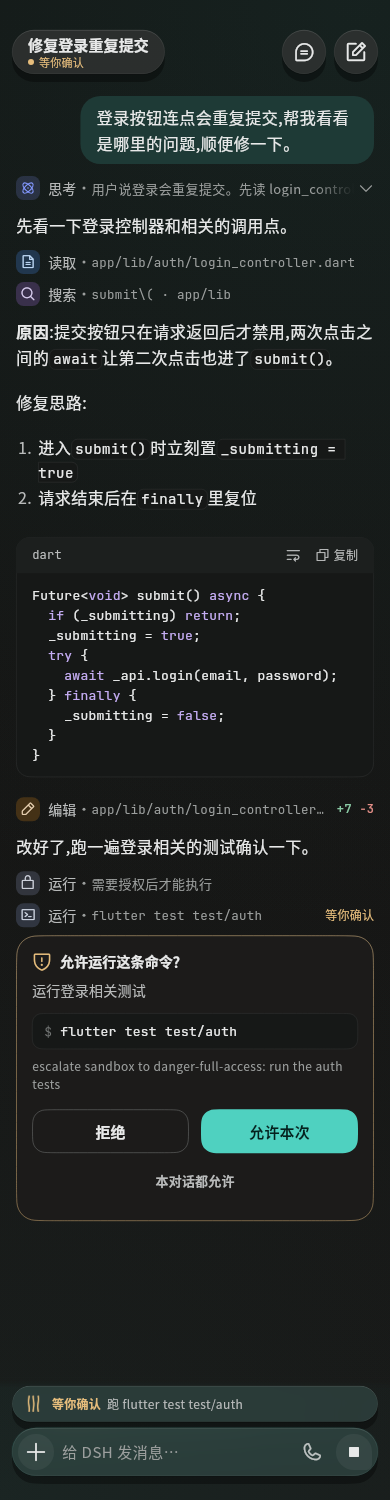 修复登录重复提交
等你确认
登录按钮连点会重复提交,帮我看看
是哪里的问题,顺便修一下。
思考 · 用户说登录会重复提交。先读 login_contro
先看一下登录控制器和相关的调用点。
读取 · app/lib/auth/login_controller.dart
搜索 · submit\( · app/lib
原因:提交按钮只在请求返回后才禁用,两次点击之
间的 await 让第二次点击也进了 submit()。
修复思路:
1. 进入 submit() 时立刻置 _submitting =
true
2. 请求结束后在 finally 里复位
dart 复制
Future<void> submit() async {
  if (_submitting) return;
  _submitting = true;
  try {
    await _api.login(email, password);
  } finally {
    _submitting = false;
  }
}
编辑 · app/lib/auth/login_controller… +7 -3
改好了,跑一遍登录相关的测试确认一下。
运行 · 需要授权后才能执行
运行 · flutter test test/auth 等你确认
允许运行这条命令?
运行登录相关测试
$ flutter test test/auth
escalate sandbox to danger-full-access: run the auth
tests
拒绝 允许本次
本对话都允许
等你确认 跑 flutter test test/auth
给 DSH 发消息…